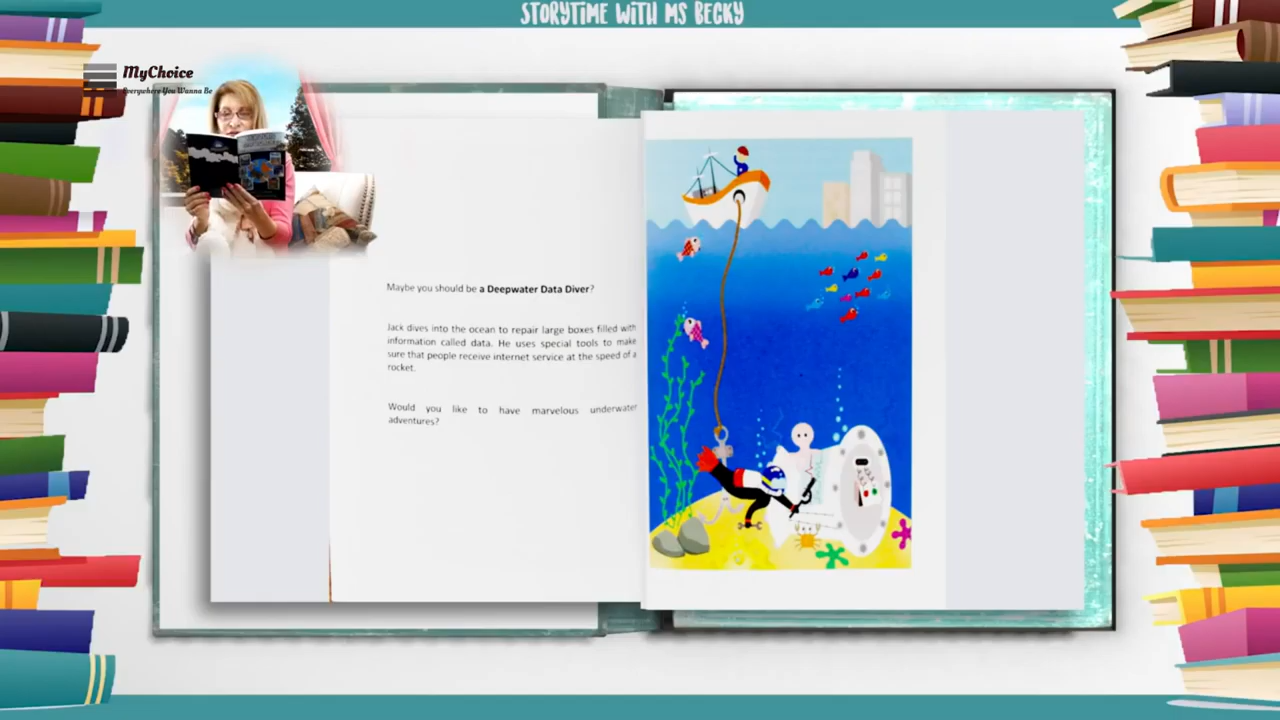 STORYTIME WITH MS BECKY
MyChoice
Everywhere You Wanna Be
Maybe you should be a Deepwater Data Diver?
Jack dives into the ocean to repair large boxes filled with
information called data. He uses special tools to make
sure that people receive internet service at the speed of a
rocket.
Would you like to have marvelous underwater
adventures?